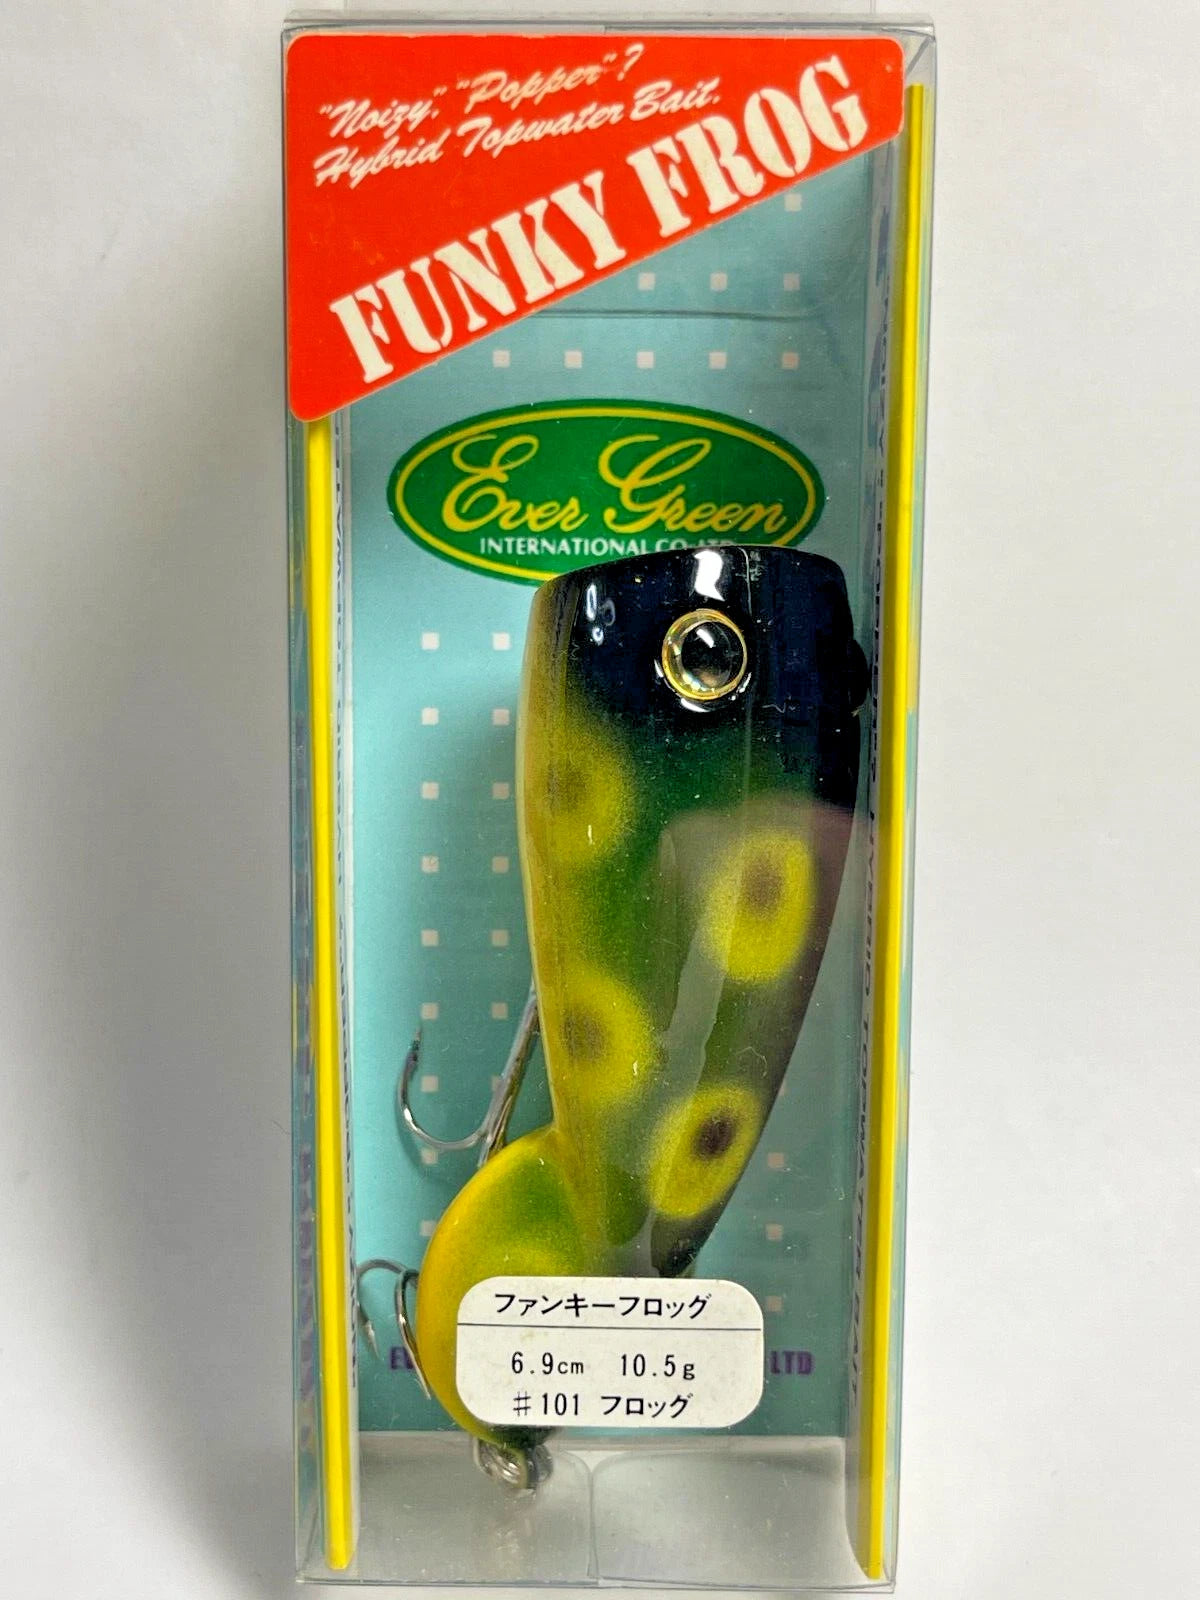 "Noizy," "Popper"?
Hybrid Topwater Bait.
FUNKY FROG
Ever Green
INTERNATIONAL CO.,LTD.
ファンキーフロッグ
6.9cm 10.5g
#101 フロッグ
LTD